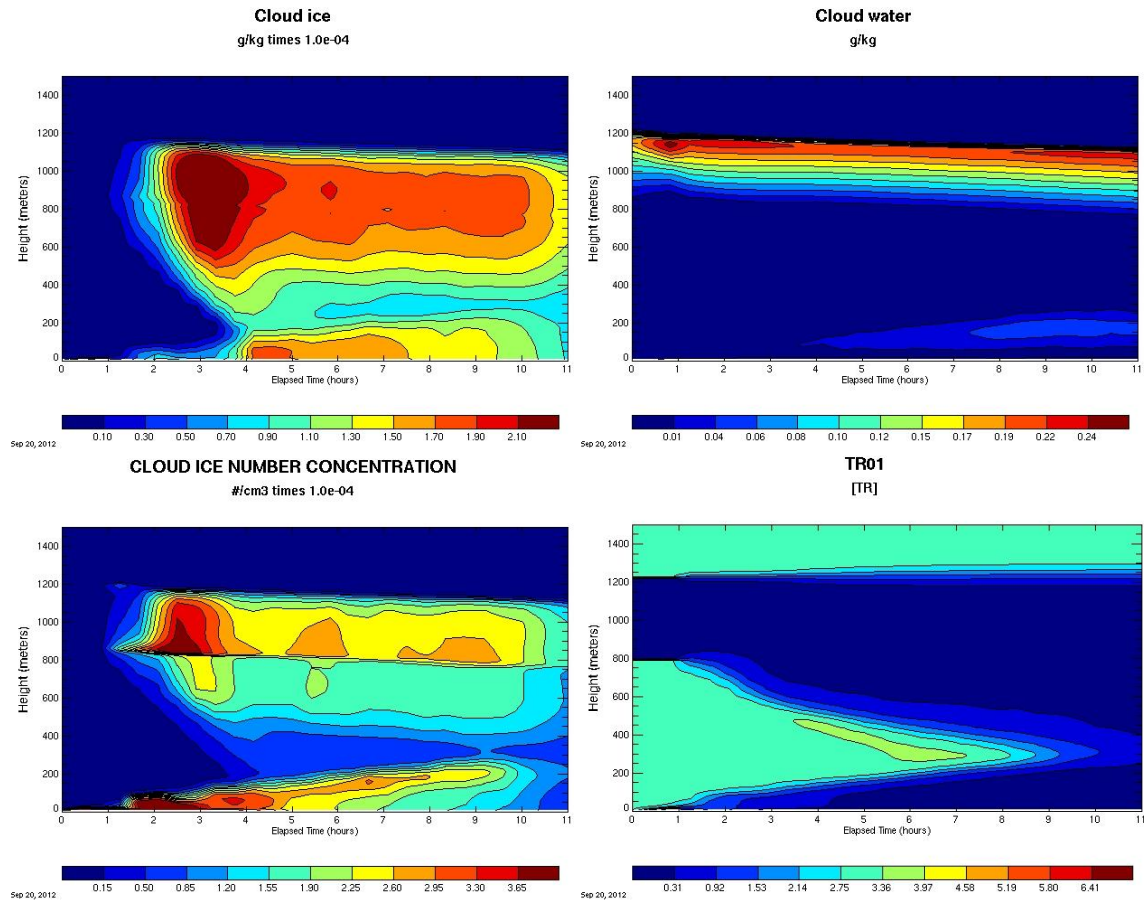 Cloud ice
g/kg times 1.0e-04
Height (meters)
1400
1200
1000
800
600
400
200
0
0 1 2 3 4 5 6 7 8 9 10 11
Elapsed Time (hours)
0.10 0.30 0.50 0.70 0.90 1.10 1.30 1.50 1.70 1.90 2.10
Sep 20, 2012
Cloud water
g/kg
Height (meters)
1400
1200
1000
800
600
400
200
0
0 1 2 3 4 5 6 7 8 9 10 11
Elapsed Time (hours)
0.01 0.04 0.06 0.08 0.10 0.13 0.15 0.17 0.19 0.22 0.24
Sep 20, 2012
CLOUD ICE NUMBER CONCENTRATION
#/cm3 times 1.0e-04
Height (meters)
1400
1200
1000
800
600
400
200
0
0 1 2 3 4 5 6 7 8 9 10 11
Elapsed Time (hours)
0.15 0.50 0.85 1.20 1.55 1.90 2.25 2.60 2.95 3.30 3.65
Sep 20, 2012
TR01
[TR]
Height (meters)
1400
1200
1000
800
600
400
200
0
0 1 2 3 4 5 6 7 8 9 10 11
Elapsed Time (hours)
0.31 0.92 1.53 2.14 2.75 3.36 3.97 4.58 5.19 5.80 6.41
Sep 20, 2012